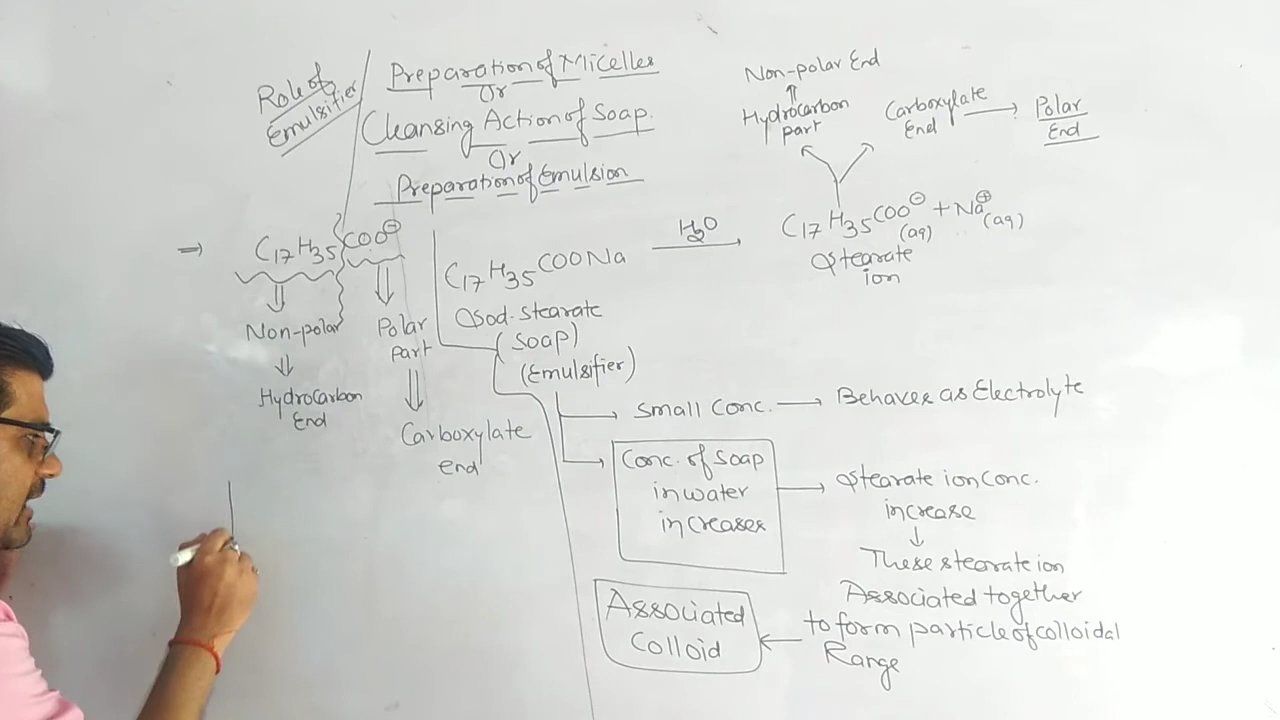 Role of
Emulsifier
Preparation of Micelles
Or
Cleansing Action of Soap.
Or
Preparation of Emulsion
⇒ C17H35COO⊖
Non-polar
Hydrocarbon
End
Polar
part
Carboxylate
end
C17H35COONa
Sod. Stearate
(Soap)
(Emulsifier)
H2O
C17H35COO⊖(aq) + Na⊕(aq)
Stearate
ion
Non-polar End
⇑
Hydrocarbon
part
Carboxylate
End
→ Polar
End
Small Conc. → Behaves as Electrolyte
Conc. of Soap
in water
increases
→ Stearate ion Conc.
increase
↓
These stearate ion
Associated together
to form particle of colloidal
Range
Associated
Colloid